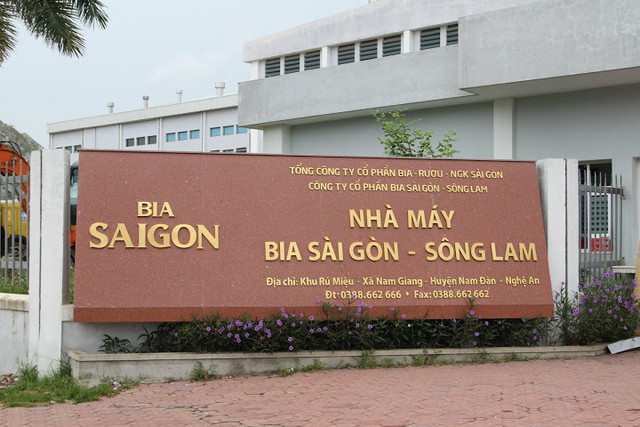 BIA
SAIGON
TỔNG CÔNG TY CỔ PHẦN BIA - RƯỢU - NGK SÀI GÒN
CÔNG TY CỔ PHẦN BIA SÀI GÒN - SÔNG LAM
NHÀ MÁY
BIA SÀI GÒN - SÔNG LAM
Địa chỉ: Khu Rú Miệu - Xã Nam Giang - Huyện Nam Đàn - Nghệ An
Đt: 0388.662 666 * Fax: 0388.662 662